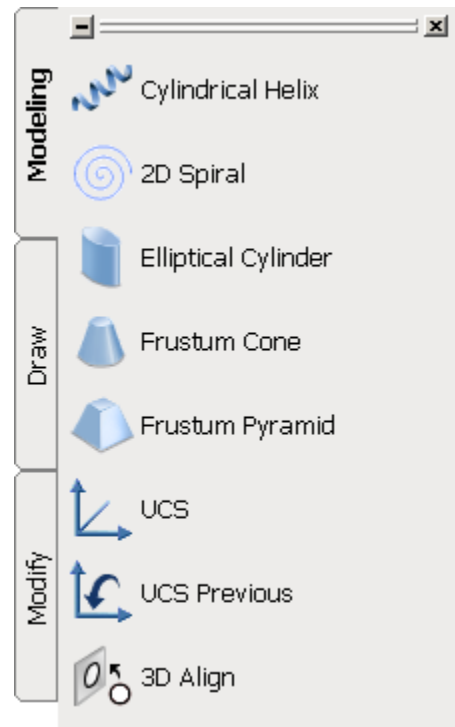 Modeling
Draw
Modify
Cylindrical Helix
2D Spiral
Elliptical Cylinder
Frustum Cone
Frustum Pyramid
UCS
UCS Previous
3D Align